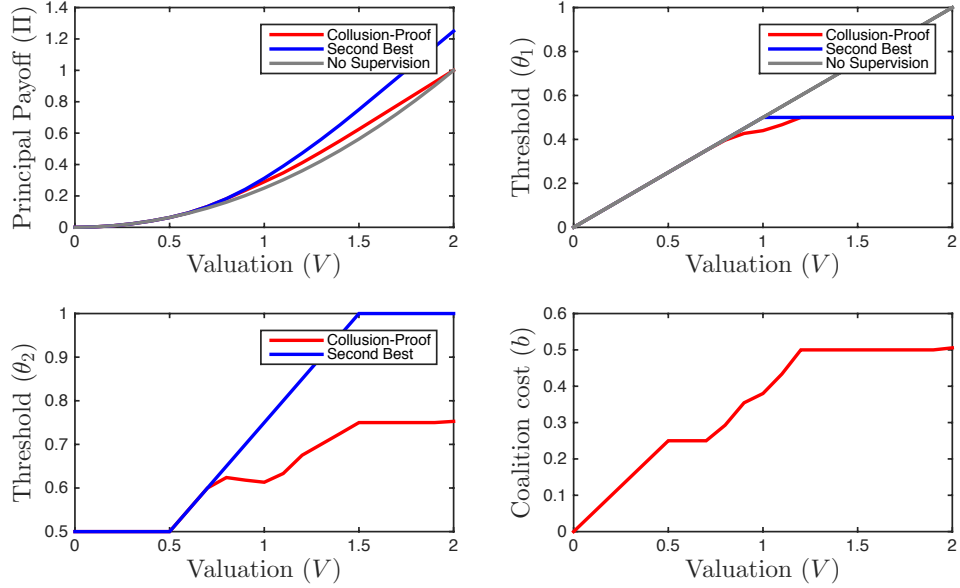 Principal Payoff (Π)
1.4
1.2
1
0.8
0.6
0.4
0.2
0
0 0.5 1 1.5 2
Valuation (V)
Collusion-Proof
Second Best
No Supervision
Threshold (θ₁)
1
0.8
0.6
0.4
0.2
0
0 0.5 1 1.5 2
Valuation (V)
Collusion-Proof
Second Best
No Supervision
Threshold (θ₂)
1
0.9
0.8
0.7
0.6
0.5
0 0.5 1 1.5 2
Valuation (V)
Collusion-Proof
Second Best
Coalition cost (b)
0.6
0.5
0.4
0.3
0.2
0.1
0
0 0.5 1 1.5 2
Valuation (V)